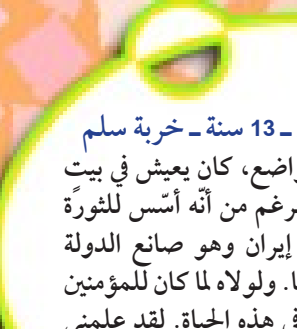 ـ 13 سنة ـ خربة سلم
كان يعيش في بيت
رغم من أنّه أسّس للثورة
إيران وهو صانع الدولة
ولولاه لما كان للمؤمنين
في هذه الحياة. لقد علمني